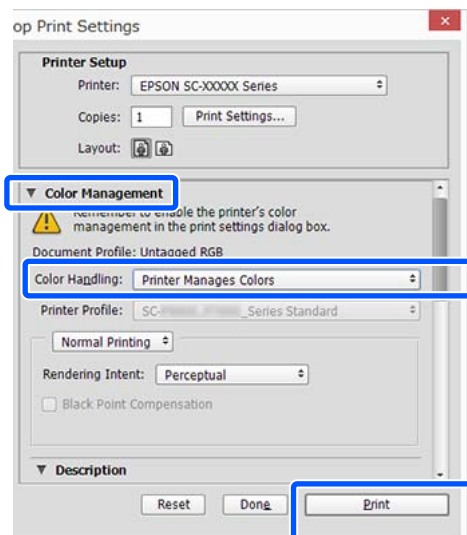 op Print Settings
Printer Setup
Printer: EPSON SC-XXXXX Series
Copies: 1 Print Settings...
Layout:
Color Management
Remember to enable the printer's color
management in the print settings dialog box.
Document Profile: Untagged RGB
Color Handling: Printer Manages Colors
Printer Profile: SC- _Series Standard
Normal Printing
Rendering Intent: Perceptual
Black Point Compensation
Description
Reset Done Print